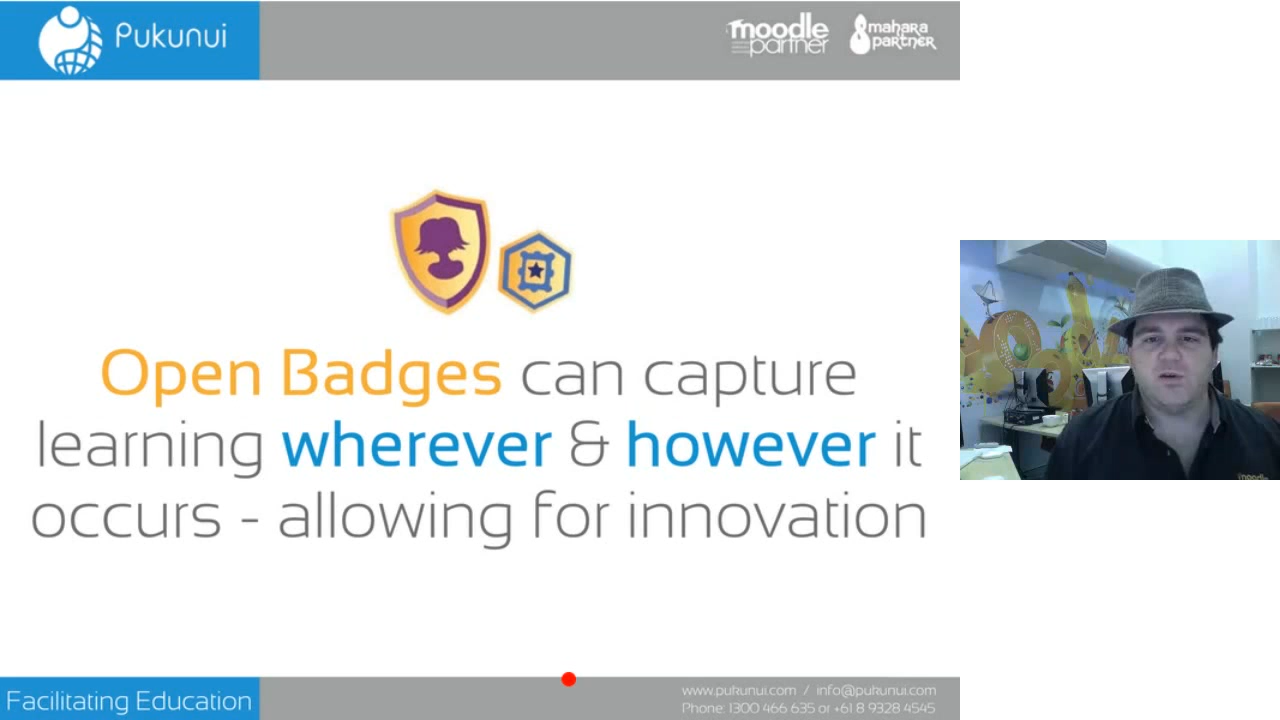 Pukunui
moodle
partner
mahara
partner
Open Badges can capture
learning wherever & however it
occurs - allowing for innovation
moodle
Facilitating Education
www.pukunui.com / info@pukunui.com
Phone: 1300 466 635 or +61 8 9328 4545